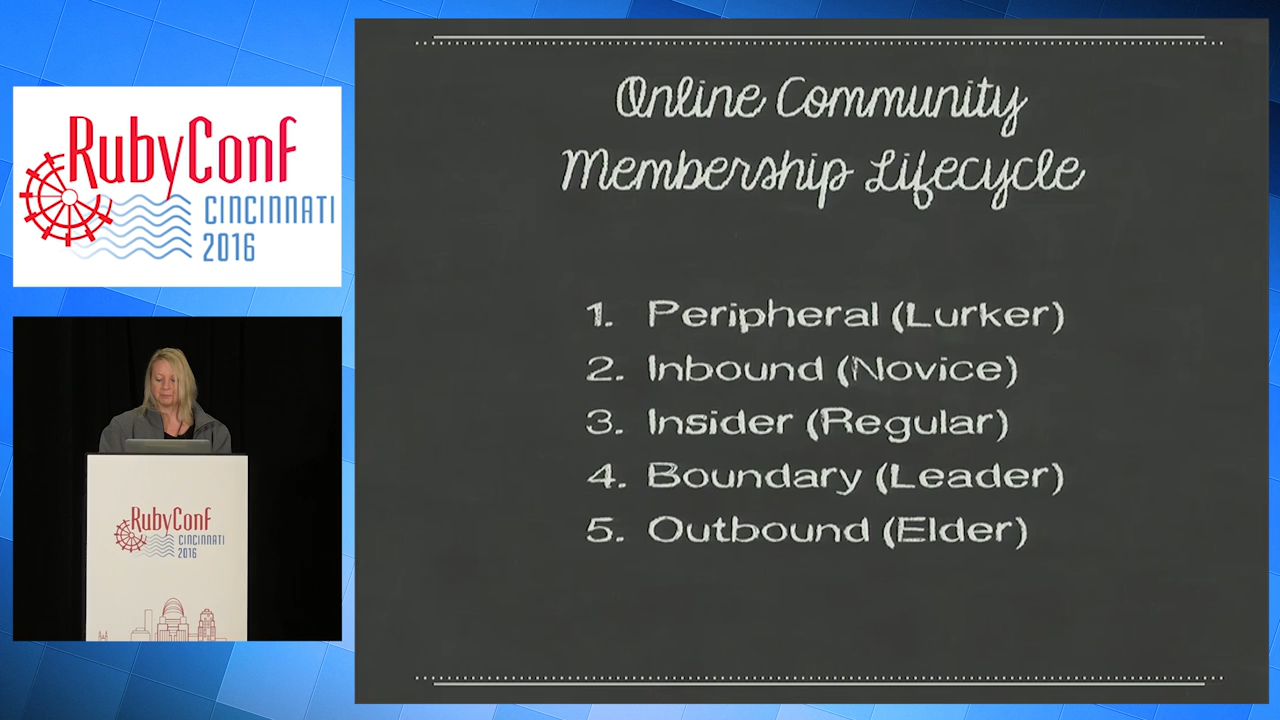 RubyConf
CINCINNATI
2016
RubyConf
CINCINNATI
2016
Online Community
Membership Lifecycle
1. Peripheral (Lurker)
2. Inbound (Novice)
3. Insider (Regular)
4. Boundary (Leader)
5. Outbound (Elder)